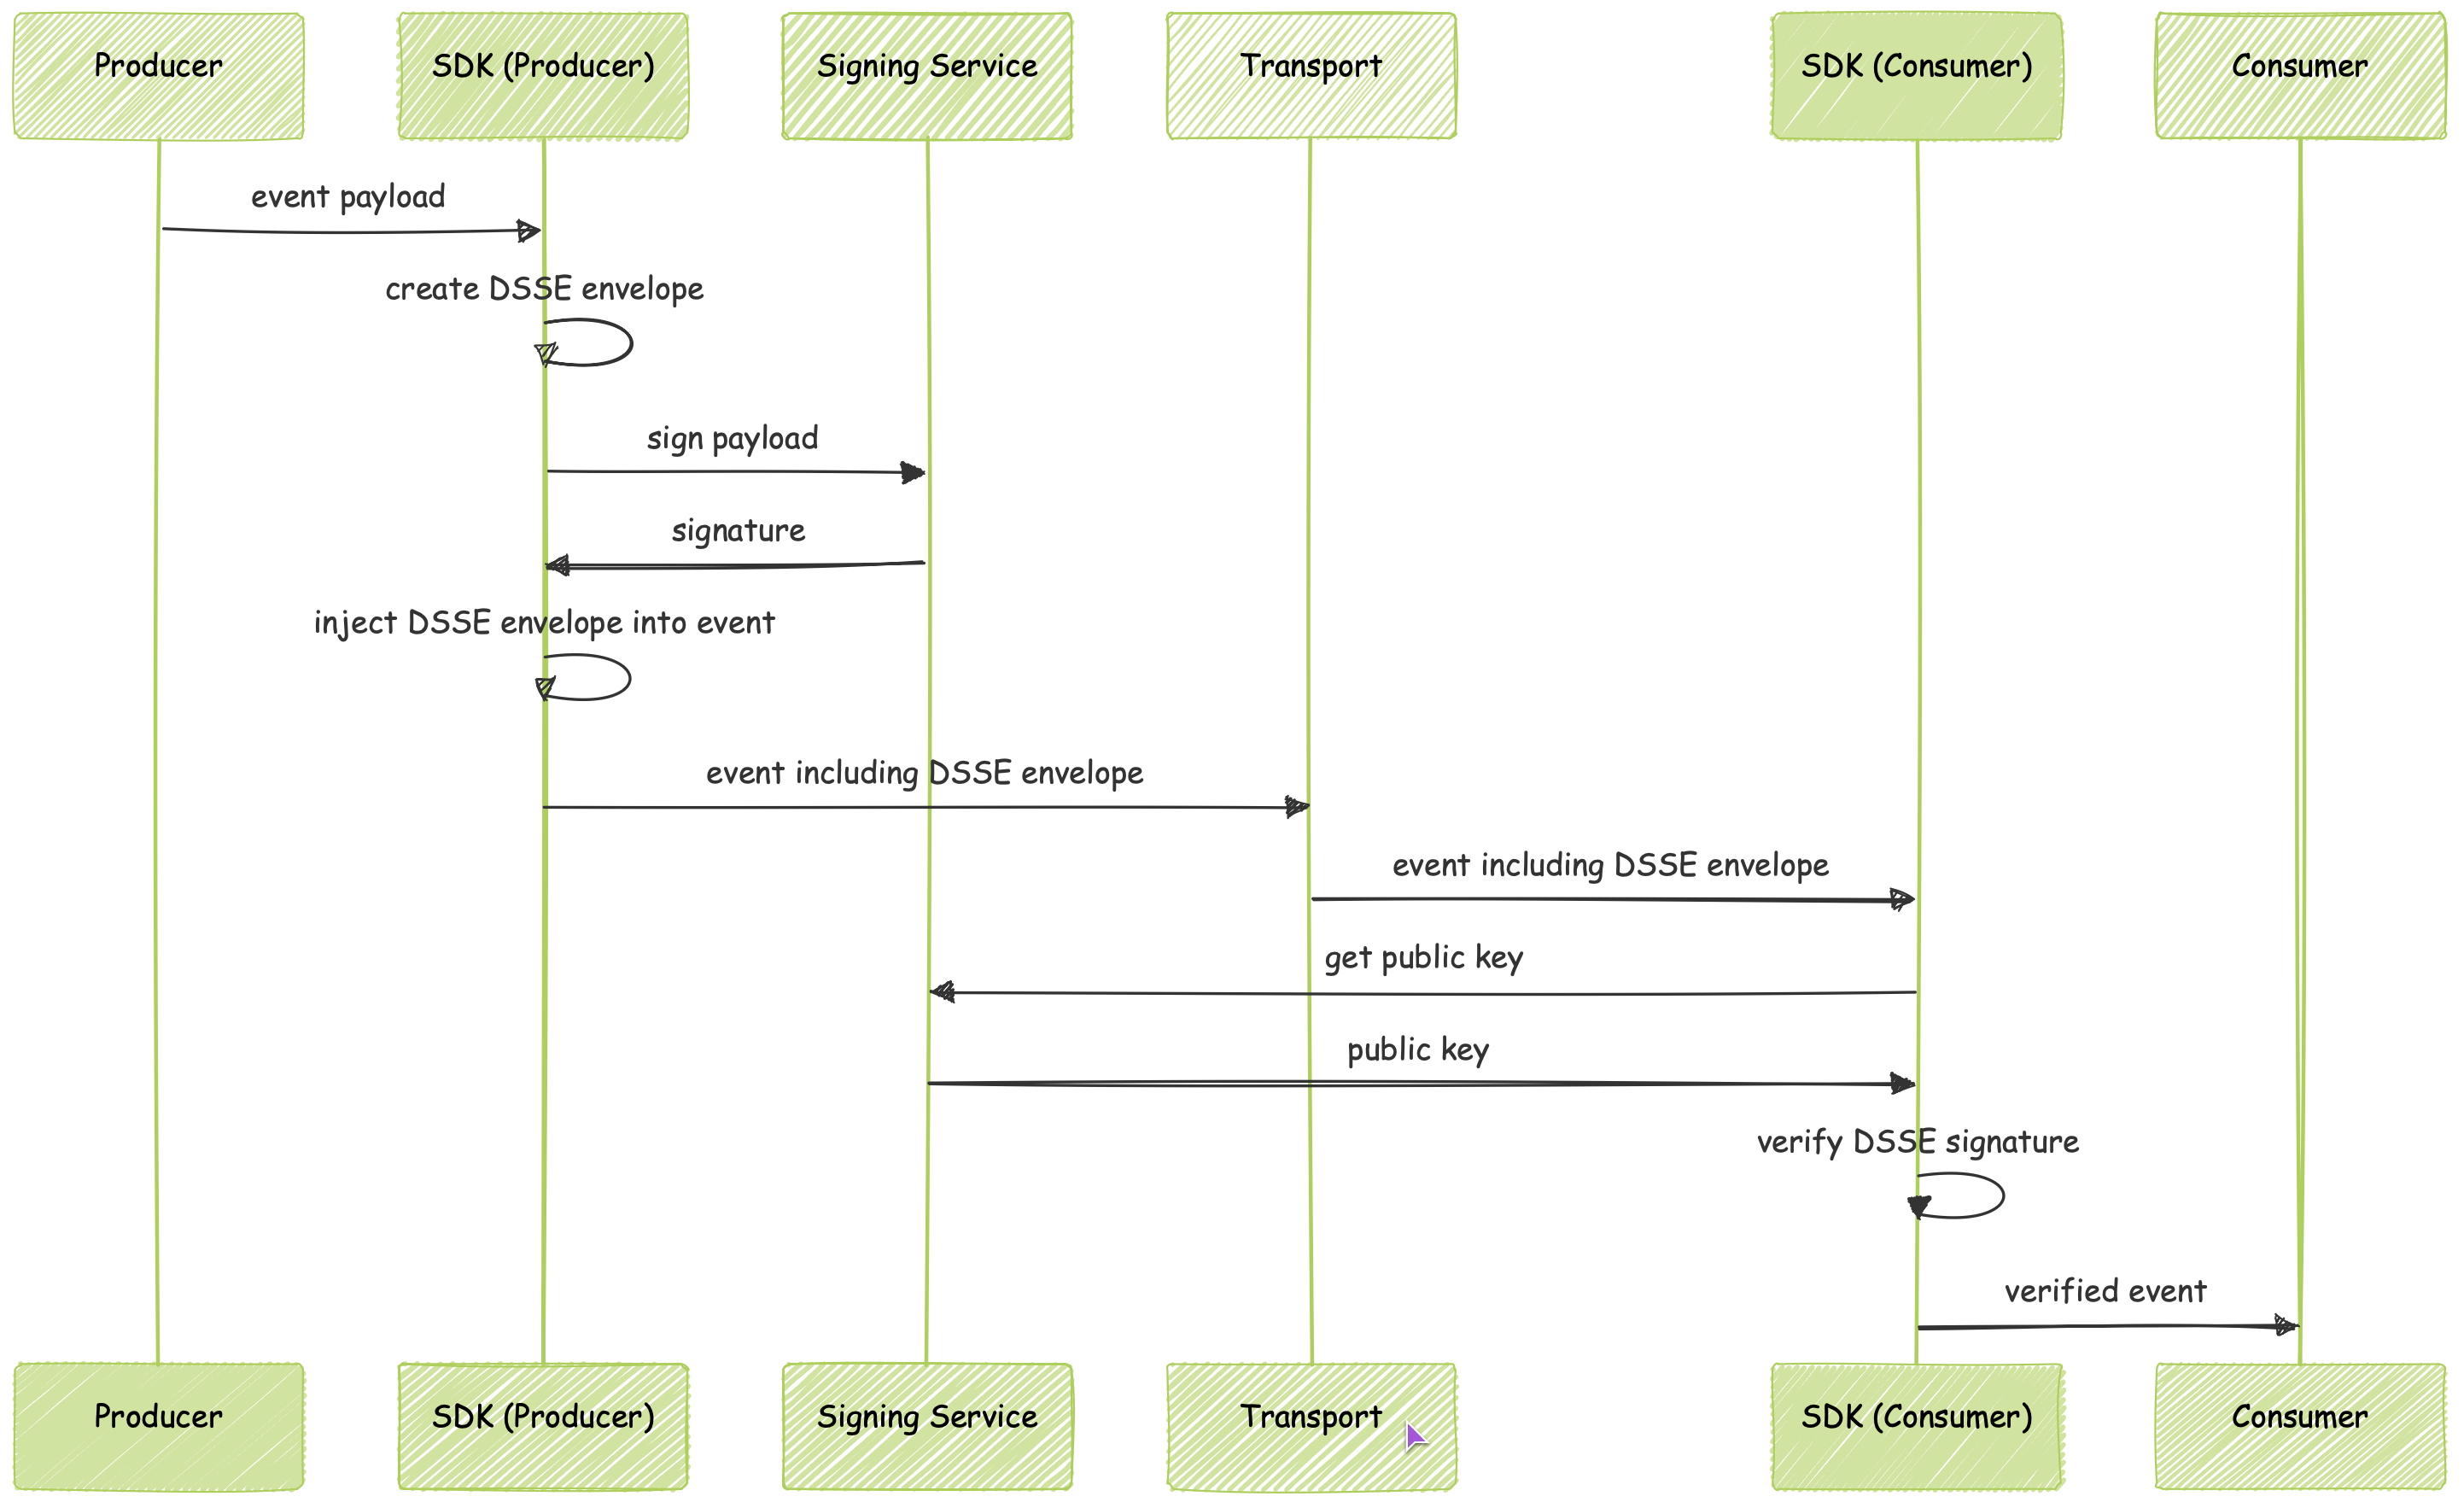 Producer
SDK (Producer)
Signing Service
Transport
SDK (Consumer)
Consumer
event payload
create DSSE envelope
sign payload
signature
inject DSSE envelope into event
event including DSSE envelope
event including DSSE envelope
get public key
public key
verify DSSE signature
verified event
Producer
SDK (Producer)
Signing Service
Transport
SDK (Consumer)
Consumer